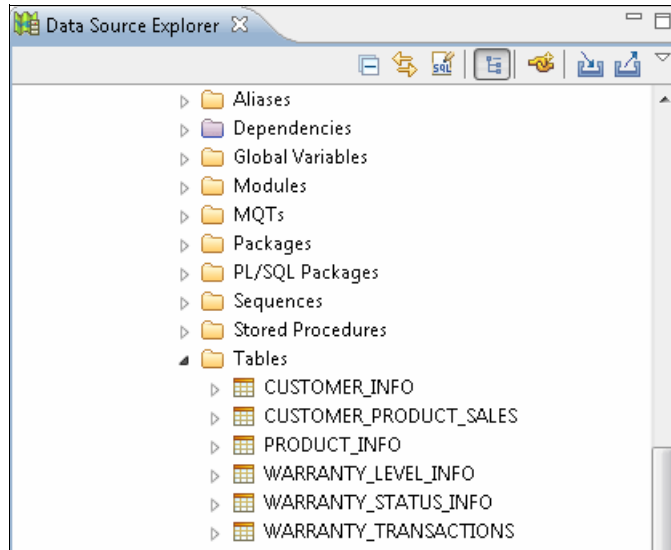 Data Source Explorer
SQL
Aliases
Dependencies
Global Variables
Modules
MQTs
Packages
PL/SQL Packages
Sequences
Stored Procedures
Tables
CUSTOMER_INFO
CUSTOMER_PRODUCT_SALES
PRODUCT_INFO
WARRANTY_LEVEL_INFO
WARRANTY_STATUS_INFO
WARRANTY_TRANSACTIONS